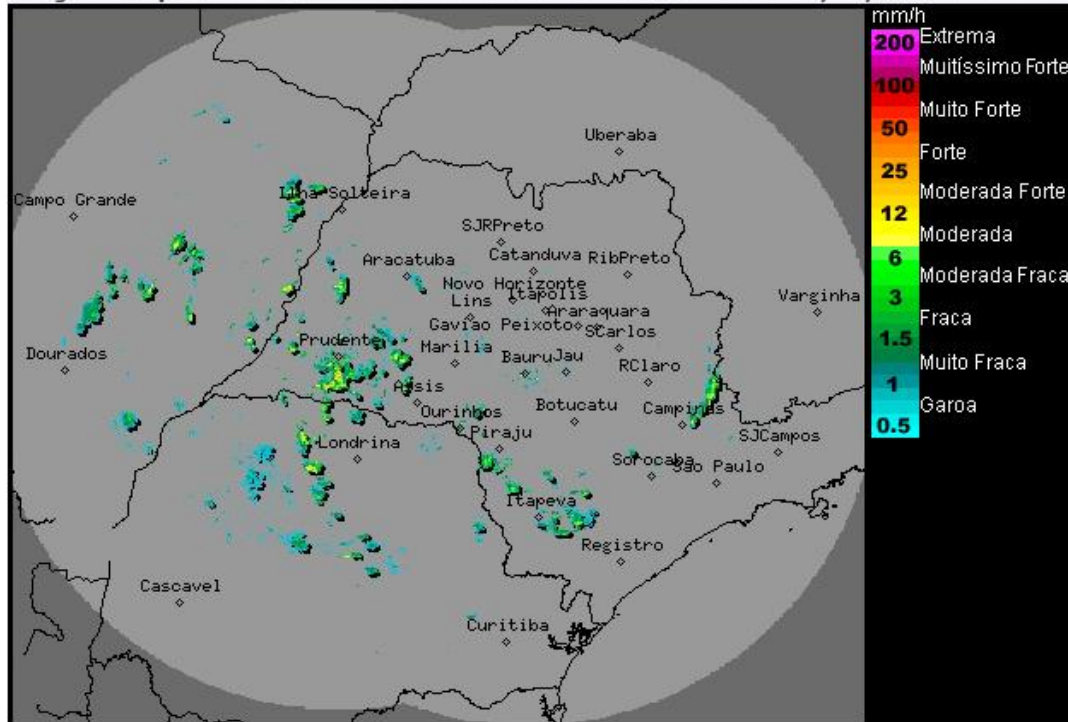 mm/h
200 Extrema
Muitíssimo Forte
100
Muito Forte
50
Forte
25
Moderada Forte
12
Moderada
6
Moderada Fraca
3
Fraca
1.5
Muito Fraca
1
Garoa
0.5
Uberaba
Campo Grande
Ilha Solteira
SJRPreto
Aracatuba
Catanduva
RibPreto
Novo Horizonte
Itapolis
Lins
Araraquara
Varginha
Gaviao Peixoto
Prudente
SCarlos
Dourados
Marilia
Bauru
Jau
RClaro
Assis
Ourinhos
Botucatu
Campinas
Londrina
Piraju
SJCampos
Sorocaba
Sao Paulo
Itapeva
Registro
Cascavel
Curitiba